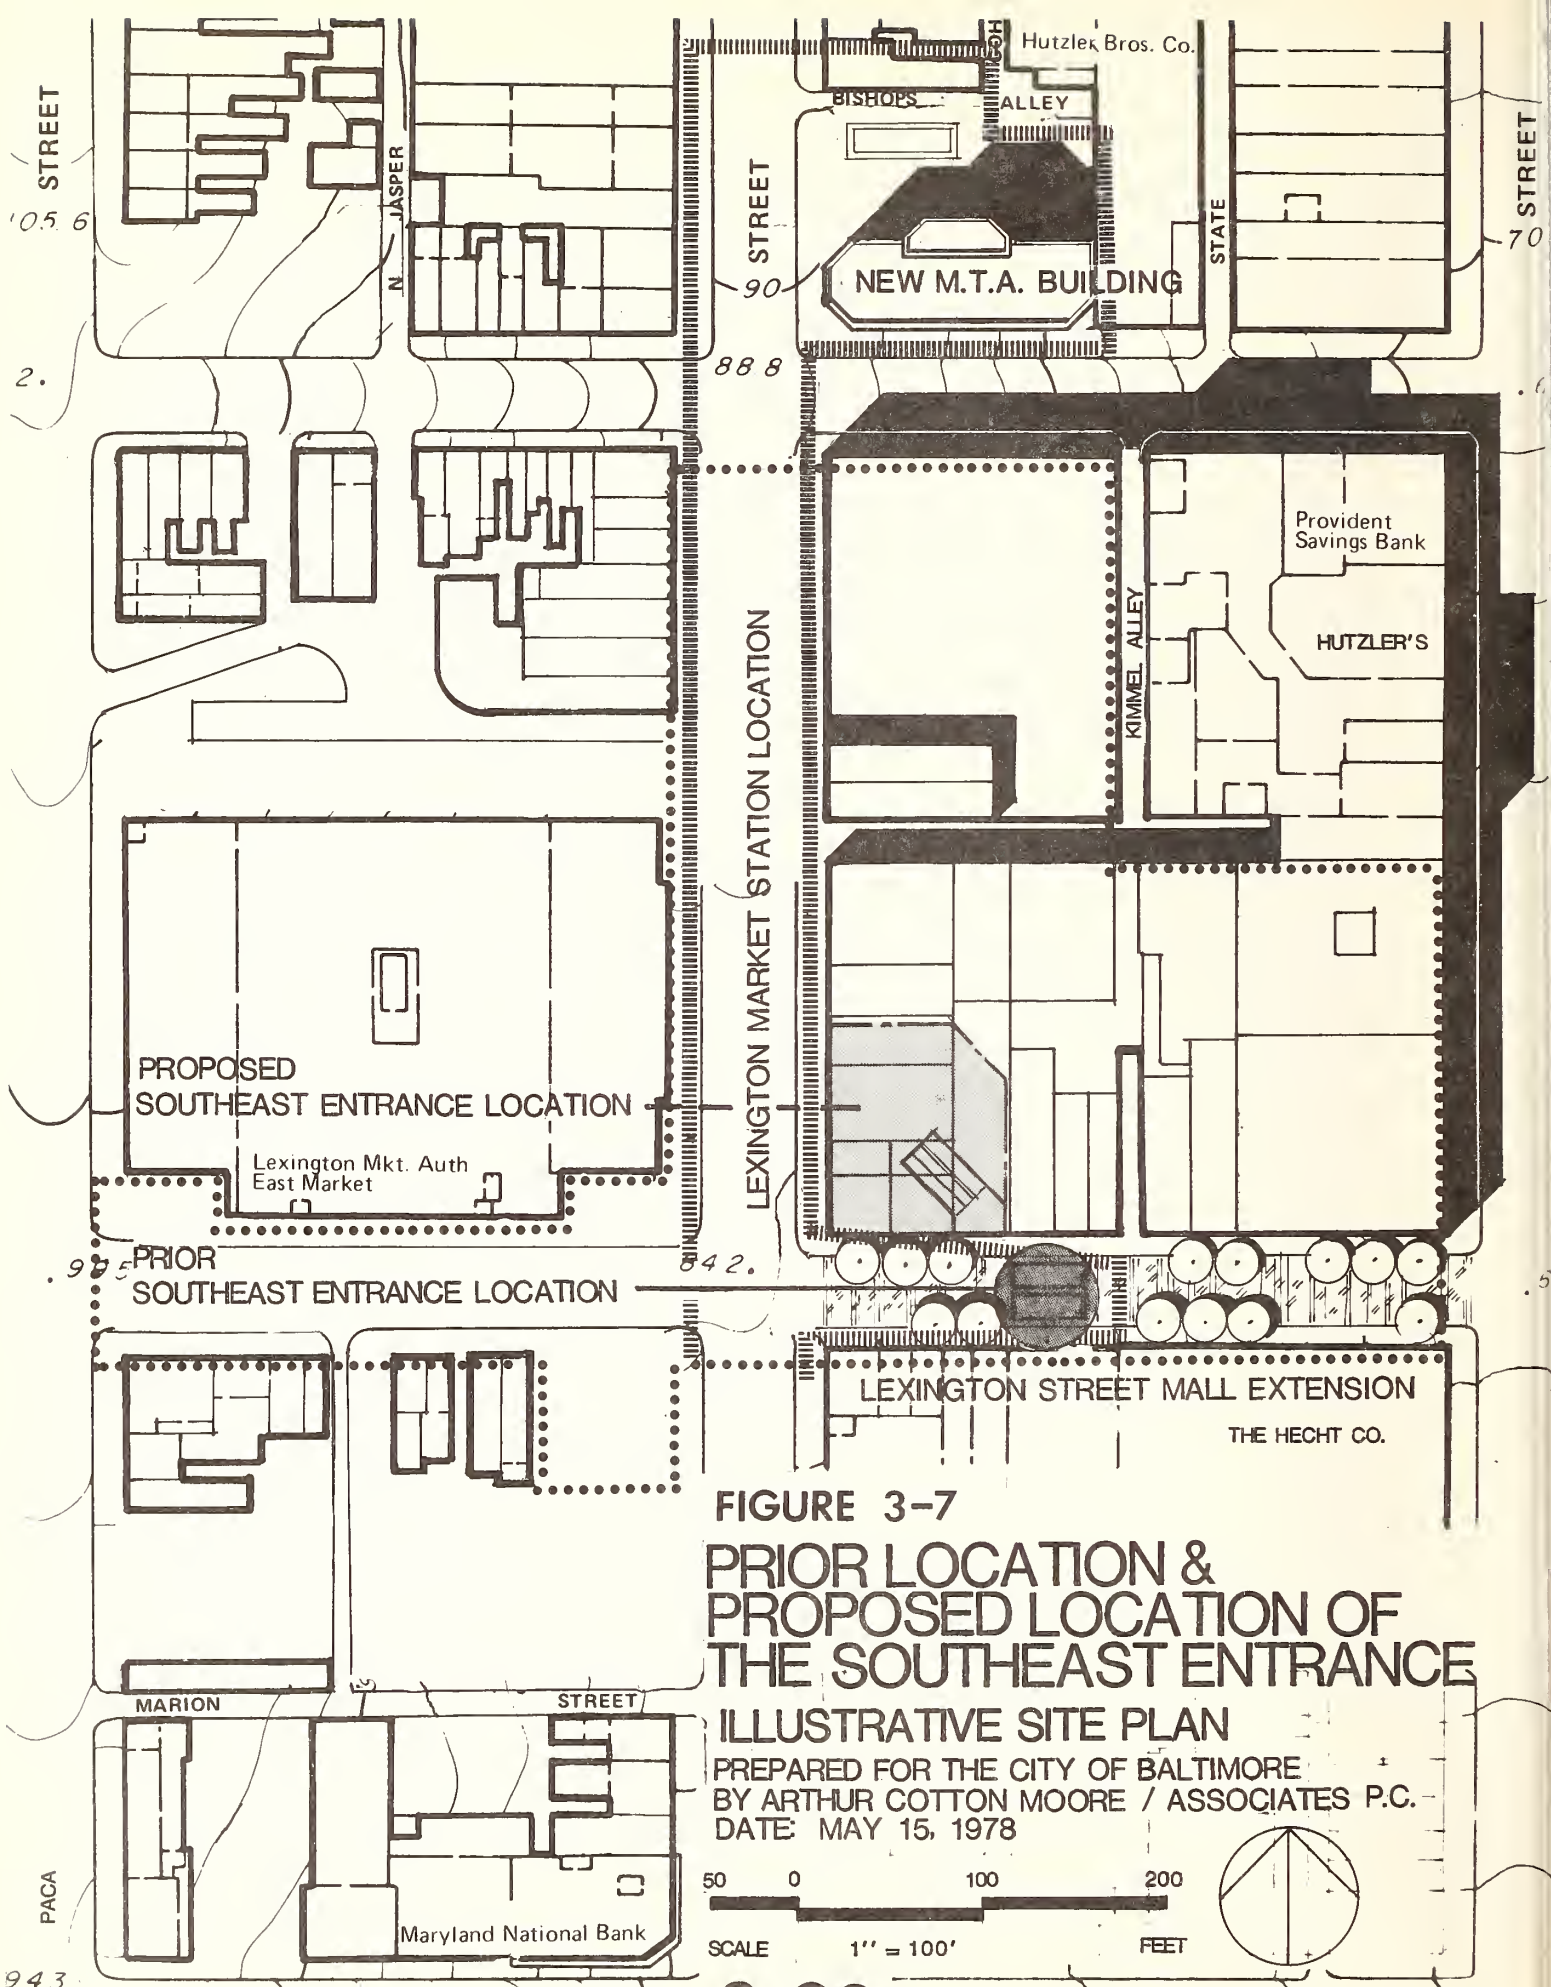 HO
Hutzler Bros. Co.
BISHOPS
ALLEY
STREET
STREET
STREET
N JASPER
STATE
'05. 6
70
90
NEW M.T.A. BUILDING
2.
888
Provident
Savings Bank
HUTZLER'S
KIMMEL ALLEY
LEXINGTON MARKET STATION LOCATION
PROPOSED
SOUTHEAST ENTRANCE LOCATION
Lexington Mkt. Auth
East Market
PRIOR
SOUTHEAST ENTRANCE LOCATION
842.
. 5
LEXINGTON STREET MALL EXTENSION
THE HECHT CO.
FIGURE 3-7
PRIOR LOCATION &
PROPOSED LOCATION OF
THE SOUTHEAST ENTRANCE
MARION STREET
ILLUSTRATIVE SITE PLAN
PREPARED FOR THE CITY OF BALTIMORE
BY ARTHUR COTTON MOORE / ASSOCIATES P.C.
DATE: MAY 15, 1978
50 0 100 200
SCALE 1'' = 100' FEET
PACA
Maryland National Bank
943